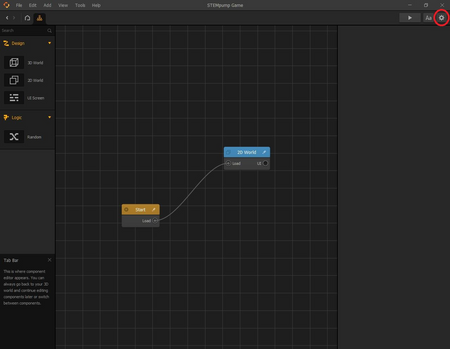 File Edit Add View Tools Help
STEMpump Game
Aa
Search
Design
3D World
2D World
UI Screen
Logic
Random
2D World
Load UI
Start
Load
Tab Bar
This is where component
editor appears. You can
always go back to your 3D
world and continue editing
components later or switch
between components.